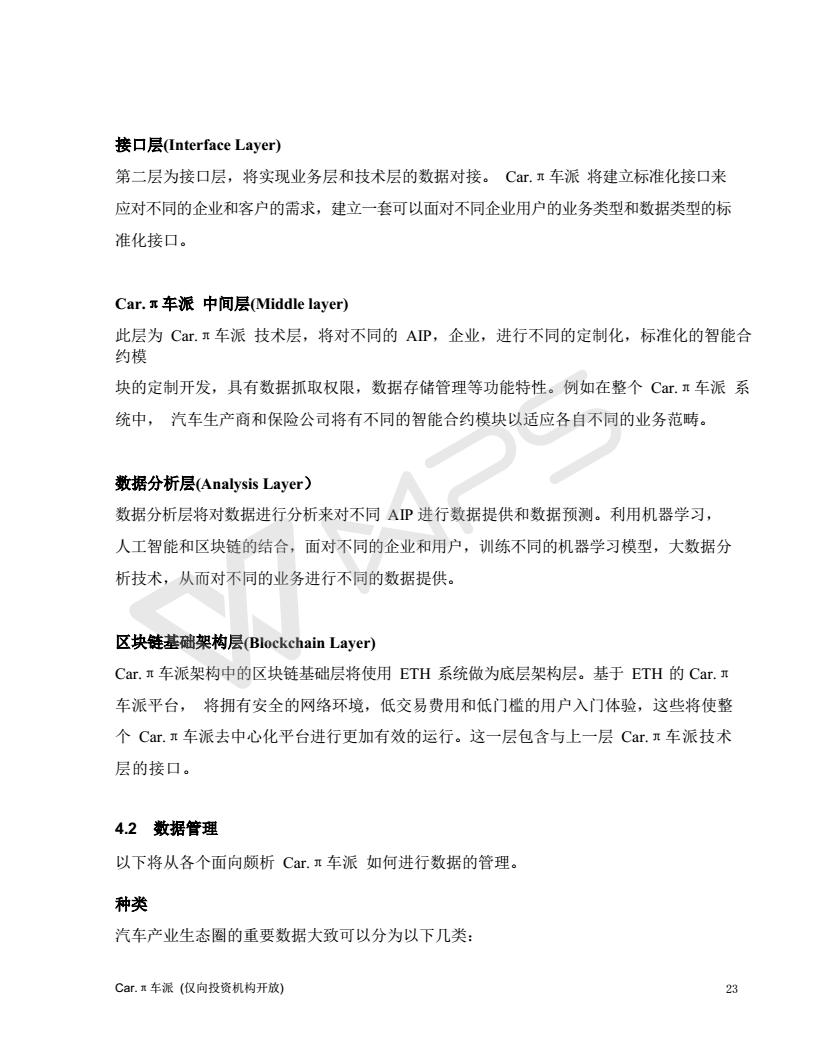 接口层(Interface Layer)
第二层为接口层，将实现业务层和技术层的数据对接。 Car.π车派 将建立标准化接口来
应对不同的企业和客户的需求，建立一套可以面对不同企业用户的业务类型和数据类型的标
准化接口。
Car.π车派 中间层(Middle layer)
此层为 Car.π车派 技术层，将对不同的 AIP，企业，进行不同的定制化，标准化的智能合
约模
块的定制开发，具有数据抓取权限，数据存储管理等功能特性。例如在整个 Car.π车派 系
统中， 汽车生产商和保险公司将有不同的智能合约模块以适应各自不同的业务范畴。
数据分析层(Analysis Layer）
数据分析层将对数据进行分析来对不同 AIP 进行数据提供和数据预测。利用机器学习，
人工智能和区块链的结合，面对不同的企业和用户，训练不同的机器学习模型，大数据分
析技术，从而对不同的业务进行不同的数据提供。
区块链基础架构层(Blockchain Layer)
Car.π车派架构中的区块链基础层将使用 ETH 系统做为底层架构层。基于 ETH 的 Car.π
车派平台， 将拥有安全的网络环境，低交易费用和低门槛的用户入门体验，这些将使整
个 Car.π车派去中心化平台进行更加有效的运行。这一层包含与上一层 Car.π车派技术
层的接口。
4.2 数据管理
以下将从各个面向颇析 Car.π车派 如何进行数据的管理。
种类
汽车产业生态圈的重要数据大致可以分为以下几类：
Car.π车派 (仅向投资机构开放) 23
WPS